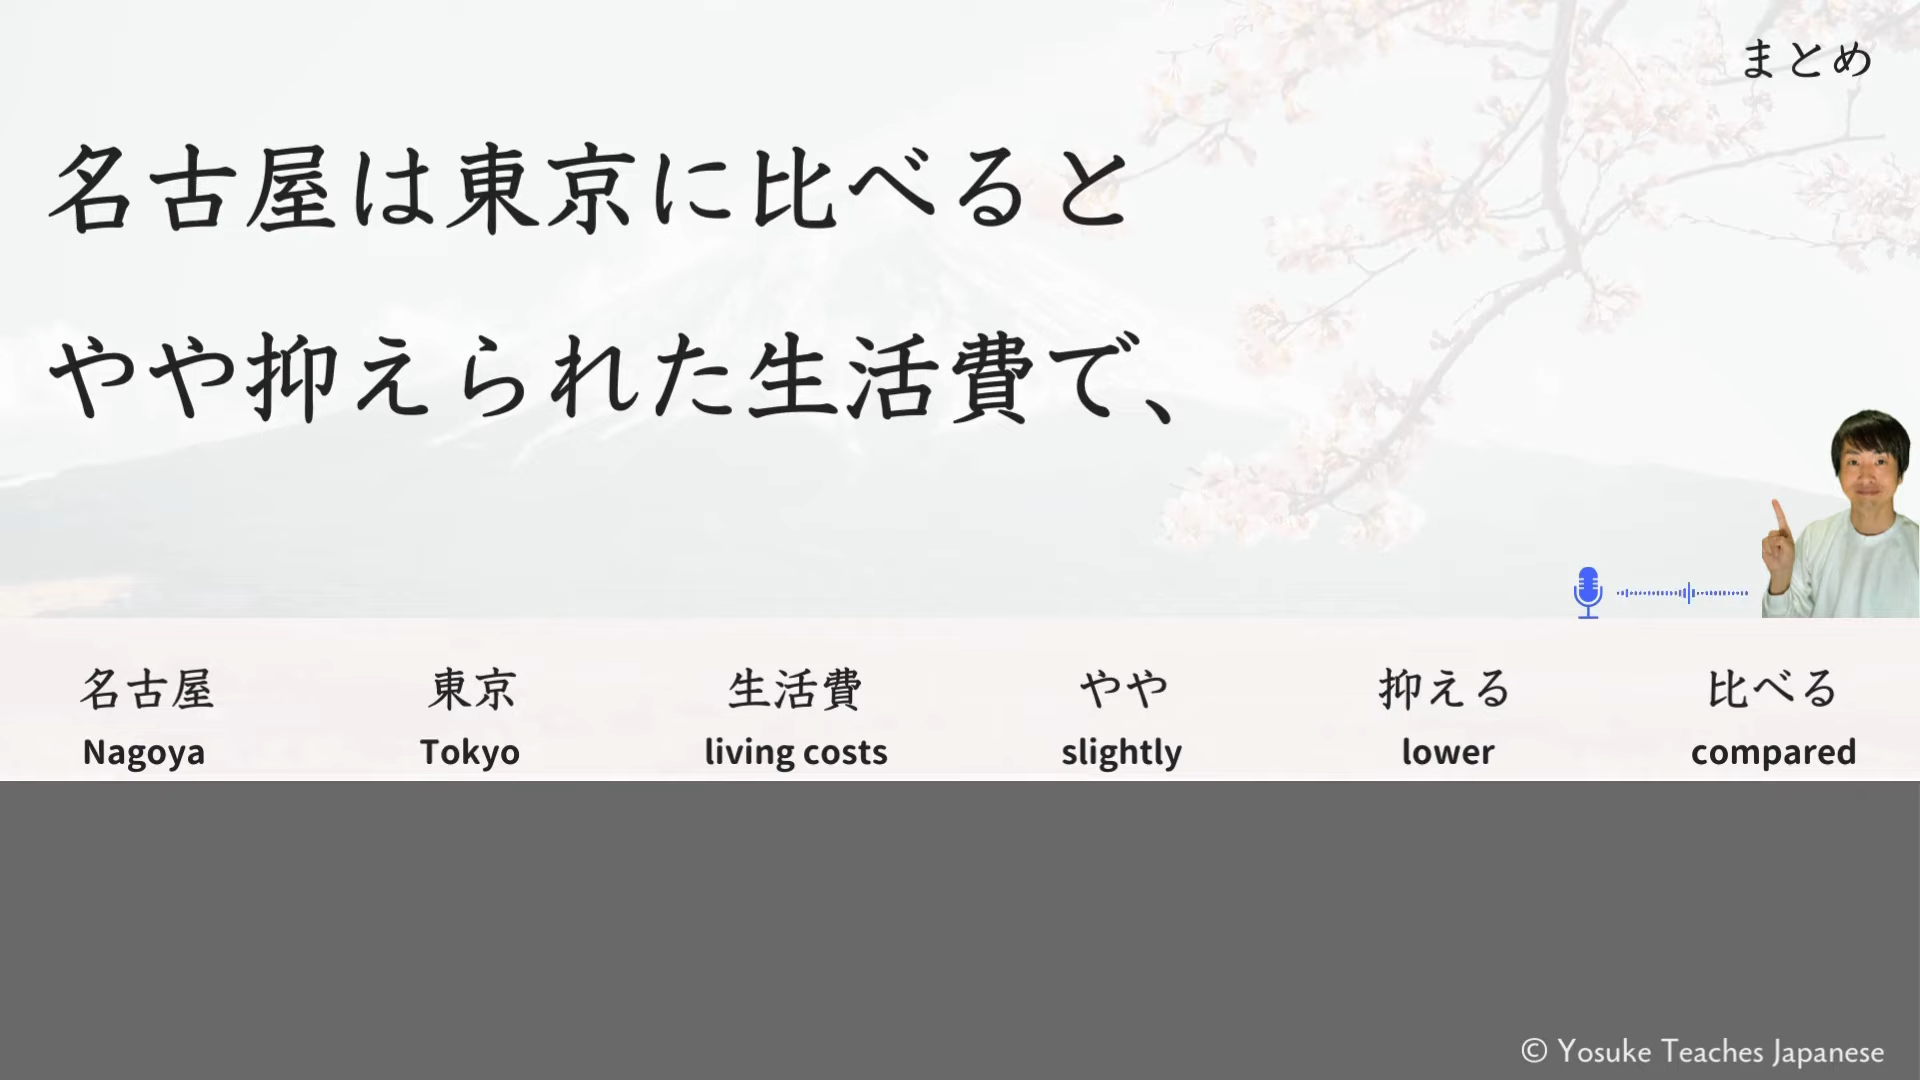 まとめ
名古屋は東京に比べると
やや抑えられた生活費で、
名古屋 東京 生活費 やや 抑える 比べる
Nagoya Tokyo living costs slightly lower compared
© Yosuke Teaches Japanese